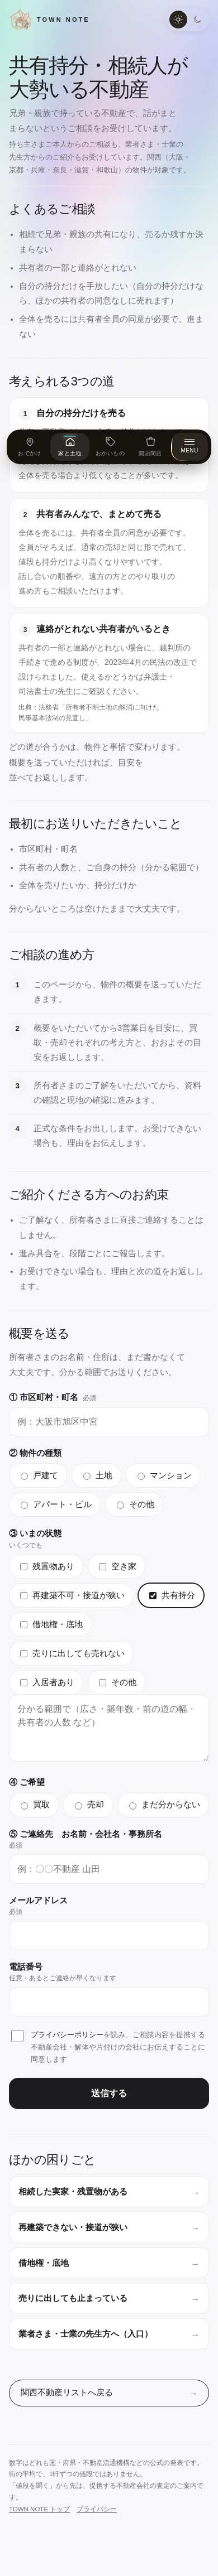 TOWN NOTE
共有持分・相続人が
大勢いる不動産
兄弟・親族で持っている不動産で、話がまと
まらないというご相談をお受けしています。
持ち主さまご本人からのご相談も、業者さま・士業の
先生方からのご紹介もお受けしています。関西（大阪・
京都・兵庫・奈良・滋賀・和歌山）の物件が対象です。
よくあるご相談
・相続で兄弟・親族の共有になり、売るか残すか決
まらない
・共有者の一部と連絡がとれない
・自分の持分だけを手放したい（自分の持分だけな
ら、ほかの共有者の同意なしに売れます）
・全体を売るには共有者全員の同意が必要で、進ま
ない
考えられる3つの道
1 自分の持分だけを売る
おでかけ
家と土地
おかいもの
開店閉店
MENU
全体を売る場合より低くなることが多いです。
2 共有者みんなで、まとめて売る
全体を売るには、共有者全員の同意が必要です。
全員がそろえば、通常の売却と同じ形で売れて、
値段も持分だけより高くなりやすいです。
話し合いの順番や、遠方の方とのやり取りの
進め方もご相談いただけます。
3 連絡がとれない共有者がいるとき
共有者の一部と連絡がとれない場合に、裁判所の
手続きで進める制度が、2023年4月の民法の改正で
設けられました。使えるかどうかは弁護士・
司法書士の先生にご確認ください。
出典：法務省「所有者不明土地の解消に向けた
民事基本法制の見直し」
どの道が合うかは、物件と事情で変わります。
概要を送っていただければ、目安を
並べてお返しします。
最初にお送りいただきたいこと
・市区町村・町名
・共有者の人数と、ご自身の持分（分かる範囲で）
・全体を売りたいか、持分だけか
分からないところは空けたままで大丈夫です。
ご相談の進め方
1 このページから、物件の概要を送っていただ
きます。
2 概要をいただいてから3営業日を目安に、買
取・売却それぞれの考え方と、おおよその目
安をお返しします。
3 所有者さまのご了解をいただいてから、資料
の確認と現地の確認に進みます。
4 正式な条件をお出しします。お受けできない
場合も、理由をお伝えします。
ご紹介くださる方へのお約束
・ご了解なく、所有者さまに直接ご連絡することは
しません。
・進み具合を、段階ごとにご報告します。
・お受けできない場合も、理由と次の道をお返しし
ます。
概要を送る
所有者さまのお名前・住所は、まだ書かなくて
大丈夫です。分かる範囲でお送りください。
① 市区町村・町名 必須
例：大阪市旭区中宮
② 物件の種類
戸建て
土地
マンション
アパート・ビル
その他
③ いまの状態
いくつでも
残置物あり
空き家
再建築不可・接道が狭い
共有持分
借地権・底地
売りに出しても売れない
入居者あり
その他
分かる範囲で（広さ・築年数・前の道の幅・
共有者の人数 など）
④ ご希望
買取
売却
まだ分からない
⑤ ご連絡先　お名前・会社名・事務所名
必須
例：〇〇不動産 山田
メールアドレス
必須
電話番号
任意・あるとご連絡が早くなります
プライバシーポリシーを読み、ご相談内容を提携する
不動産会社・解体や片付けの会社にお伝えすることに
同意します
送信する
ほかの困りごと
相続した実家・残置物がある →
再建築できない・接道が狭い →
借地権・底地 →
売りに出しても止まっている →
業者さま・士業の先生方へ（入口） →
関西不動産リストへ戻る →
数字はどれも国・府県・不動産流通機構などの公式の発表です。
街の平均で、1軒ずつの値段ではありません。
「値段を聞く」から先は、提携する不動産会社の査定のご案内で
す。
TOWN NOTE トップ　プライバシー